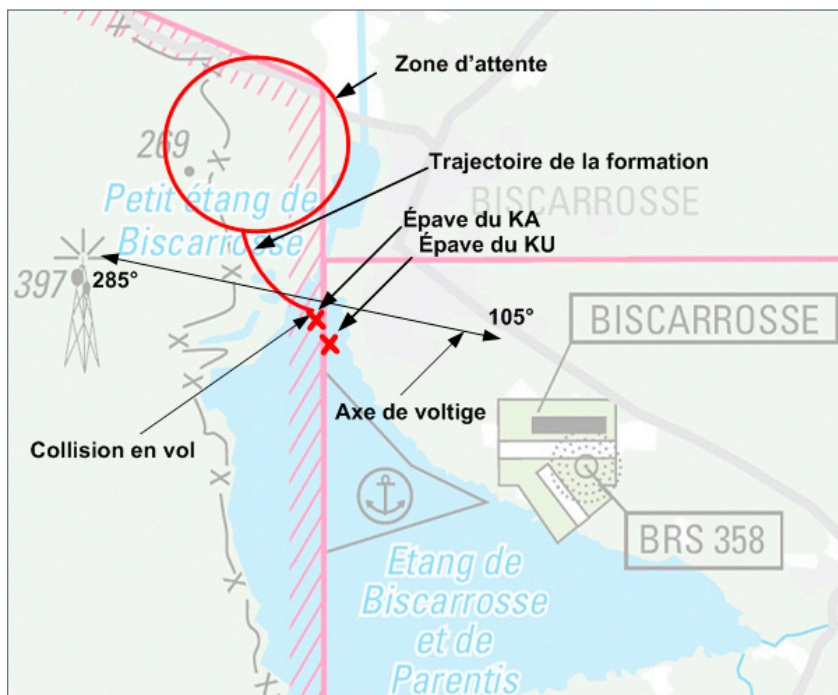 Zone d'attente
269
Trajectoire de la formation
Petit étang de
Biscarrosse
BISCARROSSE
Épave du KA
Épave du KU
397
285°
105°
BISCARROSSE
Axe de voltige
Collision en vol
BRS 358
Etang de
Biscarrosse
et de
Parentis